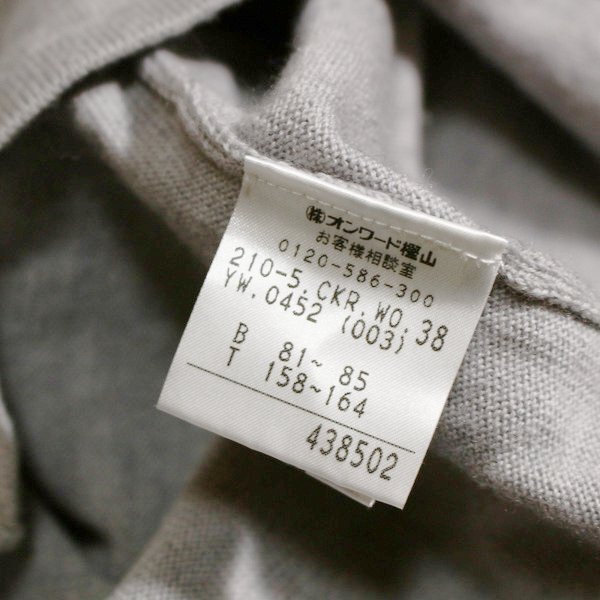 ㈱オンワード樫山
お客様相談室
0120-586-300
210-5.CKR.WO.38
YW.0452 (003)
B 81~ 85
T 158~164
438502